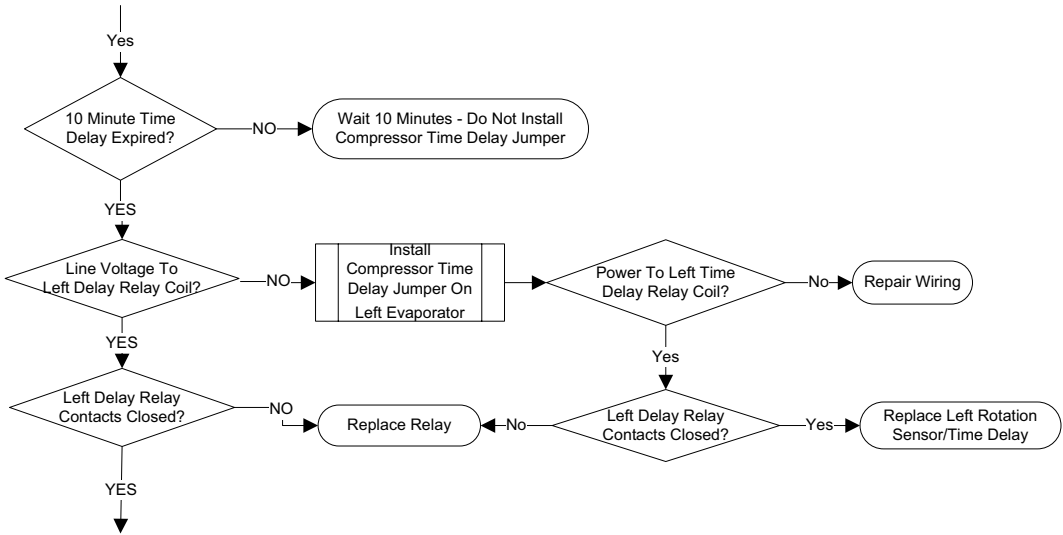 Yes
10 Minute Time
Delay Expired?
NO
Wait 10 Minutes - Do Not Install
Compressor Time Delay Jumper
YES
Line Voltage To
Left Delay Relay Coil?
NO
Install
Compressor Time
Delay Jumper On
Left Evaporator
Power To Left Time
Delay Relay Coil?
No
Repair Wiring
YES
Yes
Left Delay Relay
Contacts Closed?
NO
Replace Relay
No
Left Delay Relay
Contacts Closed?
Yes
Replace Left Rotation
Sensor/Time Delay
YES